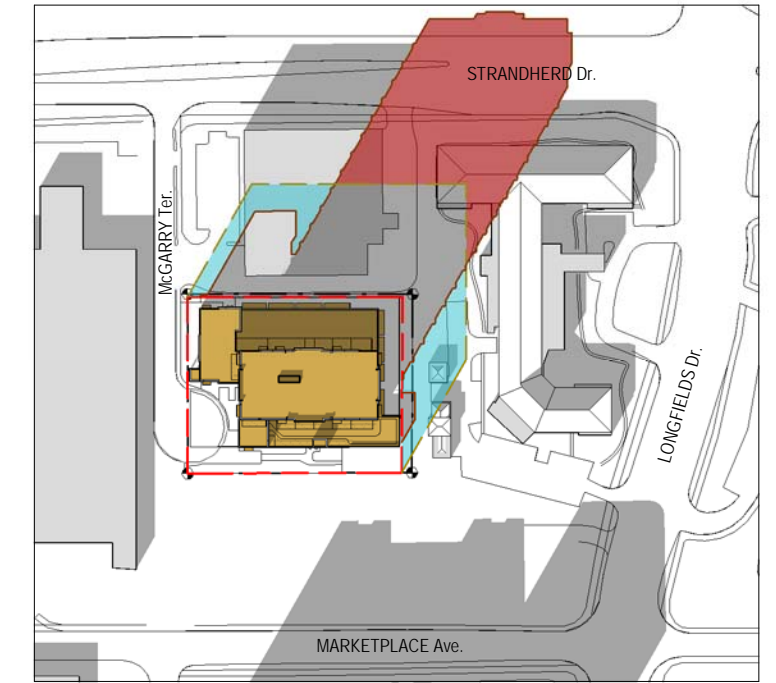 STRANDHERD Dr.
McGARRY Ter.
LONGFIELDS Dr.
MARKETPLACE Ave.